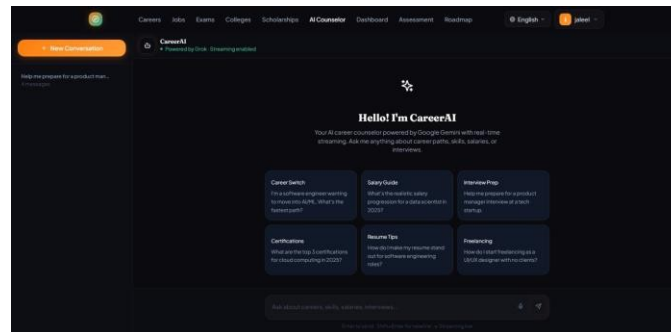 Careers Jobs Exams Colleges Scholarships AI Counselor Dashboard Assessment Roadmap English jaleel
+ New Conversation
CareerAI
Powered by Grok · Streaming enabled
Help me prepare for a product man...
4 messages
Hello! I'm CareerAI
Your AI career counselor powered by Google Gemini with real-time
streaming. Ask me anything about career paths, skills, salaries, or
interviews.
Career Switch
I'm a software engineer wanting
to move into AI/ML. What's the
fastest path?
Salary Guide
What's the realistic salary
progression for a data scientist in
2025?
Interview Prep
Help me prepare for a product
manager interview at a tech
startup.
Certifications
What are the top 3 certifications
for cloud computing in 2025?
Resume Tips
How do I make my resume stand
out for software engineering
roles?
Freelancing
How do I start freelancing as a
UI/UX designer with no clients?
Ask about careers, skills, salaries, interviews...